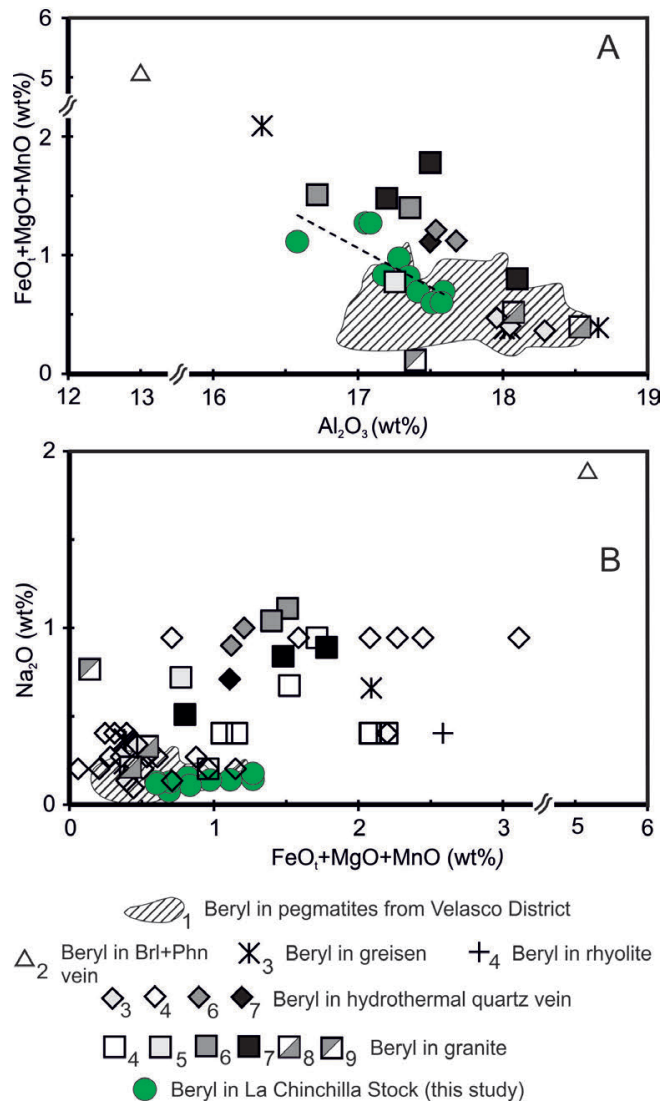 A
FeOt+MgO+MnO (wt%)
6
5
2
1
0
12 13 16 17 18 19
Al2O3 (wt%)
B
Na2O (wt%)
2
1
0
0 1 2 3 5 6
FeOt+MgO+MnO (wt%)
1 Beryl in pegmatites from Velasco District
2 Beryl in Brl+Phn vein 3 Beryl in greisen 4 Beryl in rhyolite
3 4 6 7 Beryl in hydrothermal quartz vein
4 5 6 7 8 9 Beryl in granite
Beryl in La Chinchilla Stock (this study)